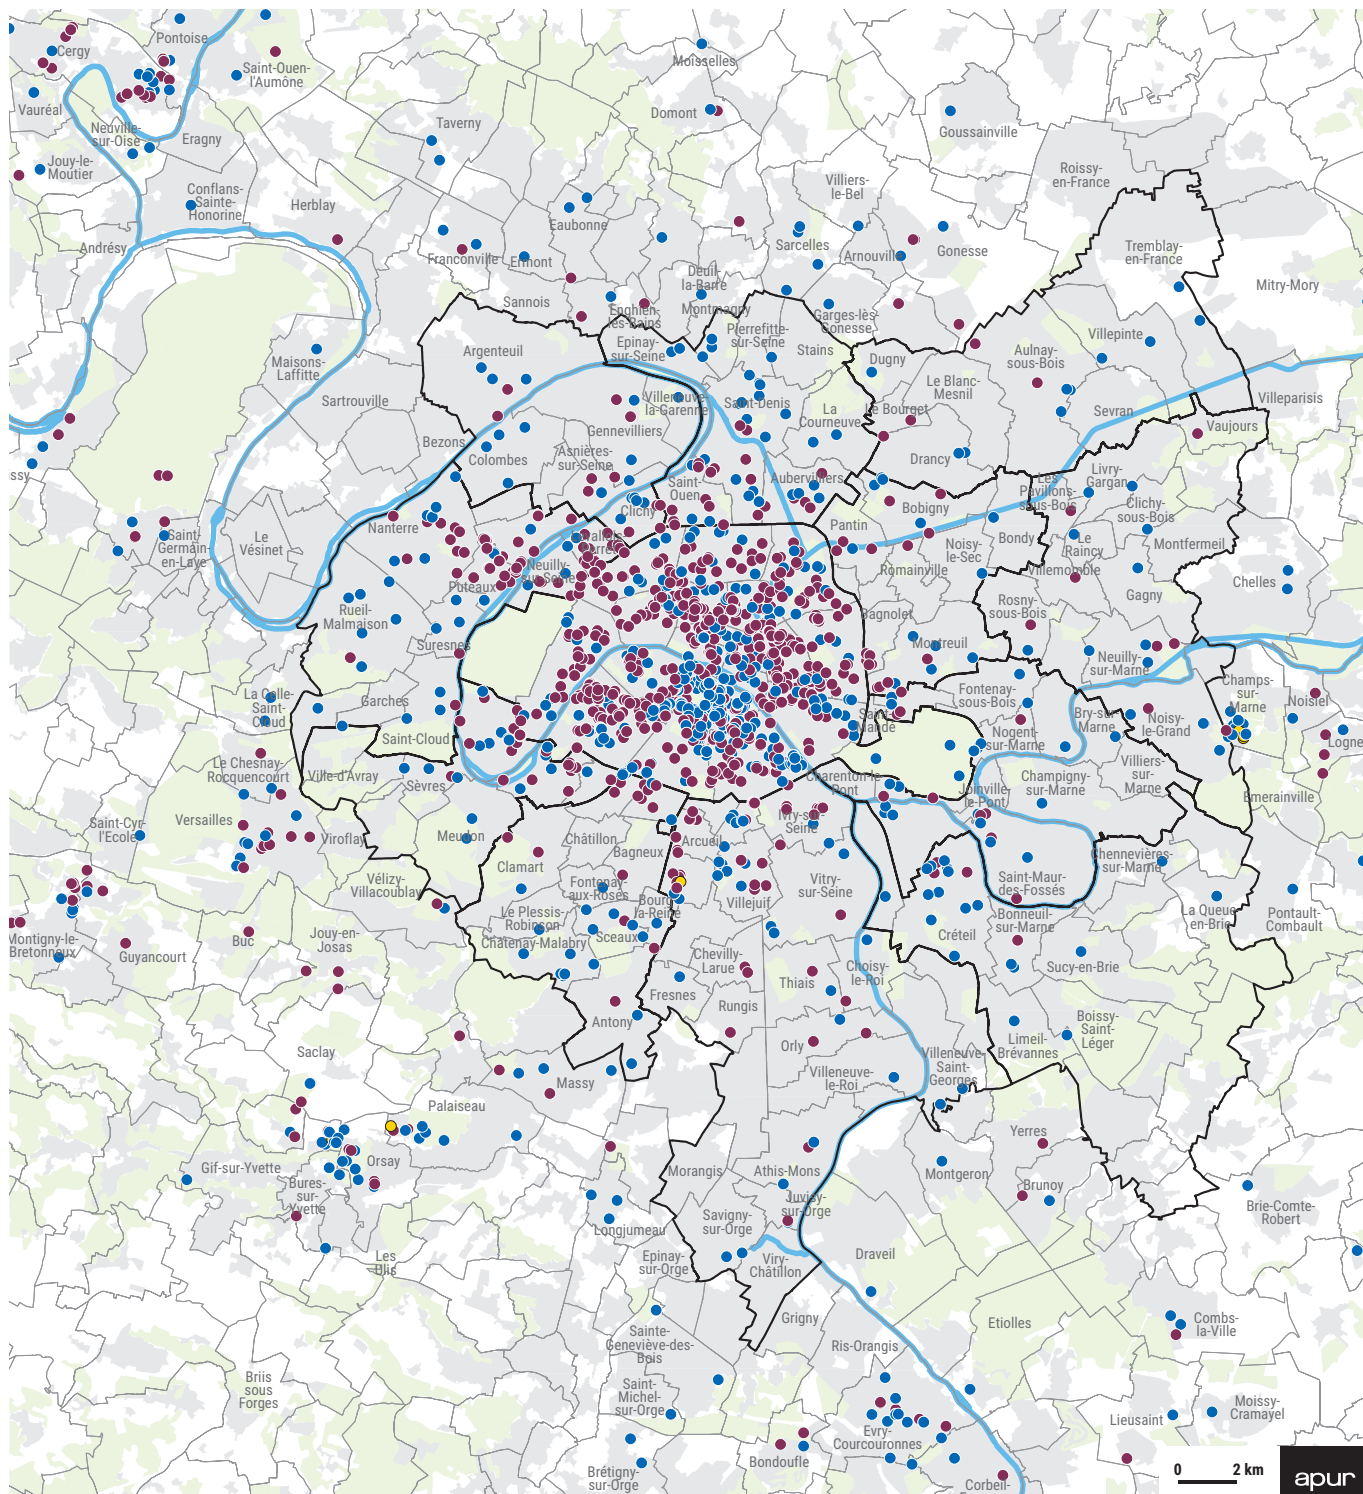 Pontoise
Cergy
Saint-Ouen-
l'Aumône
Moisselles
Vauréal
Domont
Taverny
Goussainville
Neuville-
sur-Oise
Eragny
Jouy-le-
Moutier
Roissy-
en-France
Conflans-
Sainte-
Honorine
Herblay
Villiers-
le-Bel
Eaubonne
Andrésy
Franconville
Ermont
Sarcelles
Arnouville
Gonesse
Tremblay-
en-France
Deuil-
la-Barre
Mitry-Mory
Sannois
Enghien-
les-Bains
Montmagny
Garges-lès-
Gonesse
Pierrefitte-
sur-Seine
Villepinte
Argenteuil
Epinay-
sur-Seine
Stains
Dugny
Aulnay-
sous-Bois
Maisons-
Laffitte
Le Blanc-
Mesnil
Sartrouville
Villeneuve-
la-Garenne
Saint-Denis
La
Courneuve
Le Bourget
Sevran
Villeparisis
Vaujours
Bezons
Gennevilliers
Colombes
Asnières-
sur-Seine
Drancy
ssy
Saint-
Ouen
Aubervilliers
Livry-
Gargan
Les
Pavillons-
sous-Bois
Clichy-
sous-Bois
Clichy
Bobigny
Nanterre
Pantin
Bondy
Le
Raincy
Montfermeil
Saint-
Germain-
en-Laye
Le
Vésinet
Levallois-
Perret
Noisy-
le-Sec
Neuilly-
sur-Seine
Romainville
Villemomble
Chelles
Puteaux
Gagny
Rueil-
Malmaison
Rosny-
sous-Bois
Bagnolet
Suresnes
Montreuil
Neuilly-
sur-Marne
La Celle-
Saint-
Cloud
Garches
Fontenay-
sous-Bois
Champs-
sur-
Marne
Noisiel
Saint-
Mandé
Bry-sur-
Marne
Noisy-
le-Grand
Saint-Cloud
Nogent-
sur-Marne
Logne
Le Chesnay-
Rocquencourt
Ville-d'Avray
Sèvres
Charenton-le-
Pont
Champigny-
sur-Marne
Villiers-
sur-
Marne
Joinville-
le-Pont
Emerainville
Saint-Cyr-
l'Ecole
Versailles
Viroflay
Meudon
Ivry-sur-
Seine
Châtillon
Arcueil
Bagneux
Chennevières-
sur-Marne
Clamart
Vélizy-
Villacoublay
Fontenay-
aux-Roses
Vitry-
sur-Seine
Saint-Maur-
des-Fossés
Bourg-
la-Reine
Villejuif
Le Plessis-
Robinson
La Queue-
en-Brie
Pontault-
Combault
Bonneuil-
sur-Marne
Montigny-le-
Bretonneux
Buc
Jouy-en-
Josas
Sceaux
Châtenay-Malabry
Créteil
Guyancourt
Chevilly-
Larue
Choisy-
le-Roi
Sucy-en-Brie
Thiais
Fresnes
Rungis
Antony
Boissy-
Saint-
Léger
Orly
Limeil-
Brévannes
Saclay
Villeneuve-
Saint-
Georges
Villeneuve-
le-Roi
Massy
Palaiseau
Yerres
Orsay
Gif-sur-Yvette
Morangis
Athis-Mons
Montgeron
Bures-
sur-
Yvette
Brunoy
Juvisy-
sur-Orge
Brie-Comte-
Robert
Longjumeau
Savigny-
sur-Orge
Les
Ulis
Epinay-
sur-Orge
Viry-
Châtillon
Draveil
Grigny
Etiolles
Combs-
la-Ville
Sainte-
Geneviève-des-
Bois
Ris-Orangis
Briis
sous
Forges
Saint-
Michel-
sur-Orge
Moissy-
Cramayel
Lieusaint
Evry-
Courcouronnes
Bondoufle
Brétigny-
sur-Orge
Corbeil-
0 2 km
apur